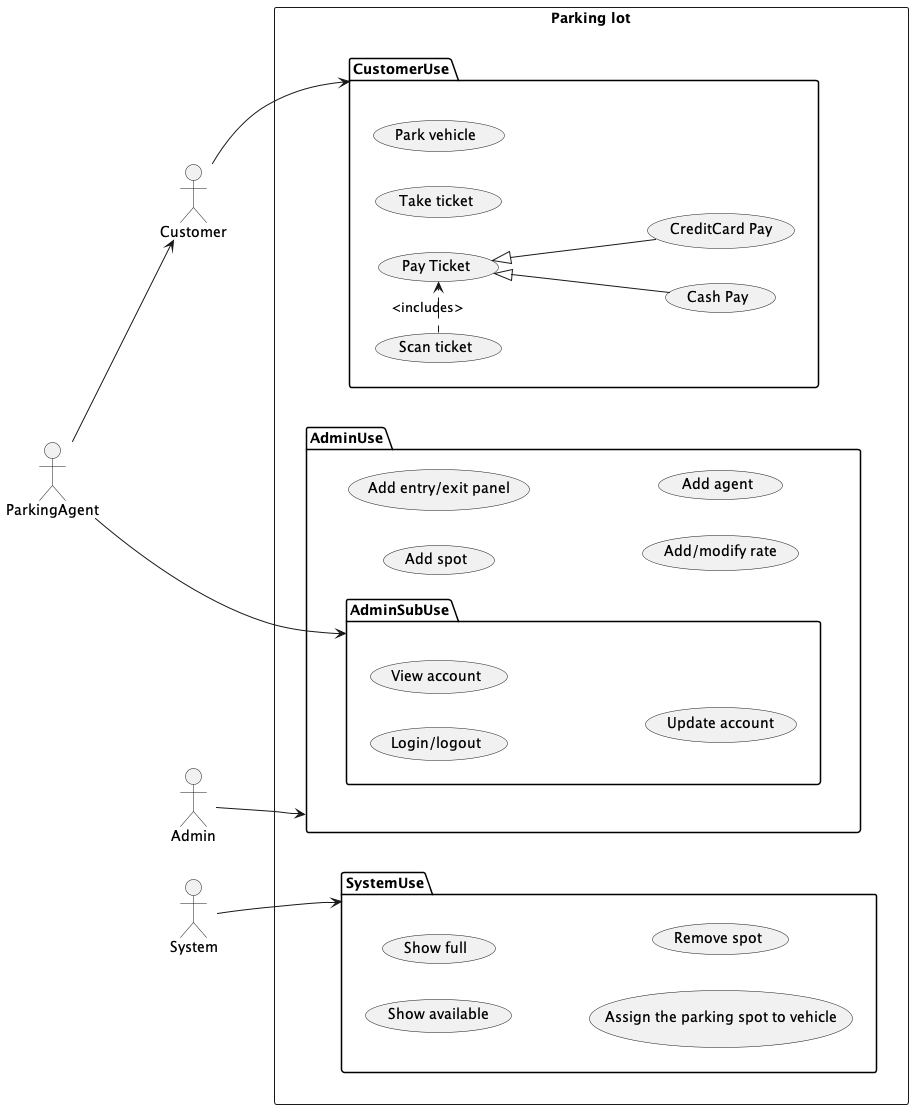 Parking lot
CustomerUse
Park vehicle
Take ticket
CreditCard Pay
Pay Ticket
Cash Pay
<includes>
Scan ticket
Customer
AdminUse
Add entry/exit panel
Add agent
Add spot
Add/modify rate
ParkingAgent
AdminSubUse
View account
Update account
Login/logout
Admin
SystemUse
Show full
Remove spot
System
Show available
Assign the parking spot to vehicle